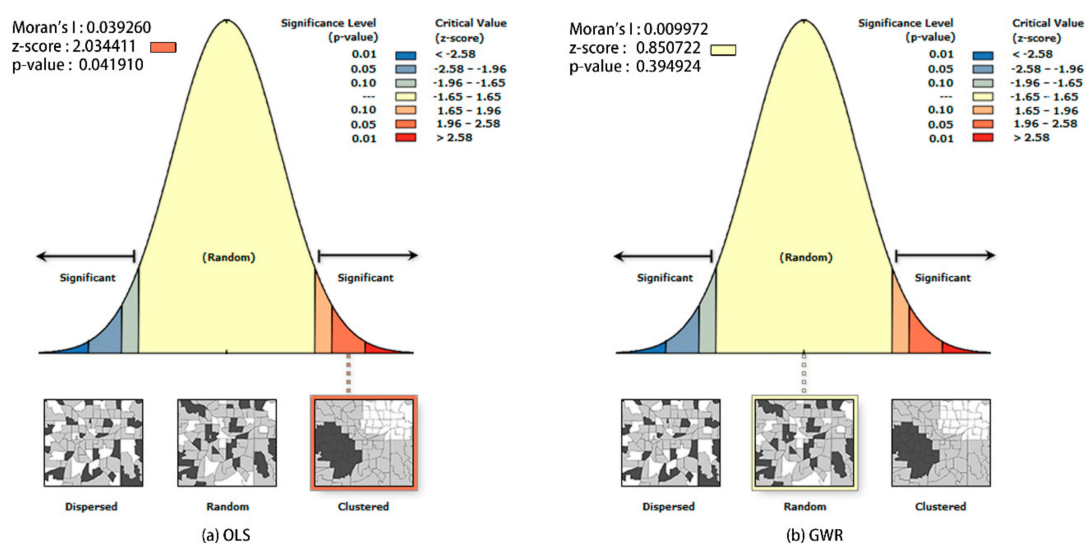 Moran's I : 0.039260
z-score : 2.034411
p-value : 0.041910
Significance Level Critical Value
(p-value) (z-score)
0.01 < -2.58
0.05 -2.58 – -1.96
0.10 -1.96 – -1.65
--- -1.65 – 1.65
0.10 1.65 – 1.96
0.05 1.96 – 2.58
0.01 > 2.58
(Random)
Significant Significant
Dispersed Random Clustered
(a) OLS
Moran's I : 0.009972
z-score : 0.850722
p-value : 0.394924
Significance Level Critical Value
(p-value) (z-score)
0.01 < -2.58
0.05 -2.58 – -1.96
0.10 -1.96 – -1.65
--- -1.65 – 1.65
0.10 1.65 – 1.96
0.05 1.96 – 2.58
0.01 > 2.58
(Random)
Significant Significant
Dispersed Random Clustered
(b) GWR